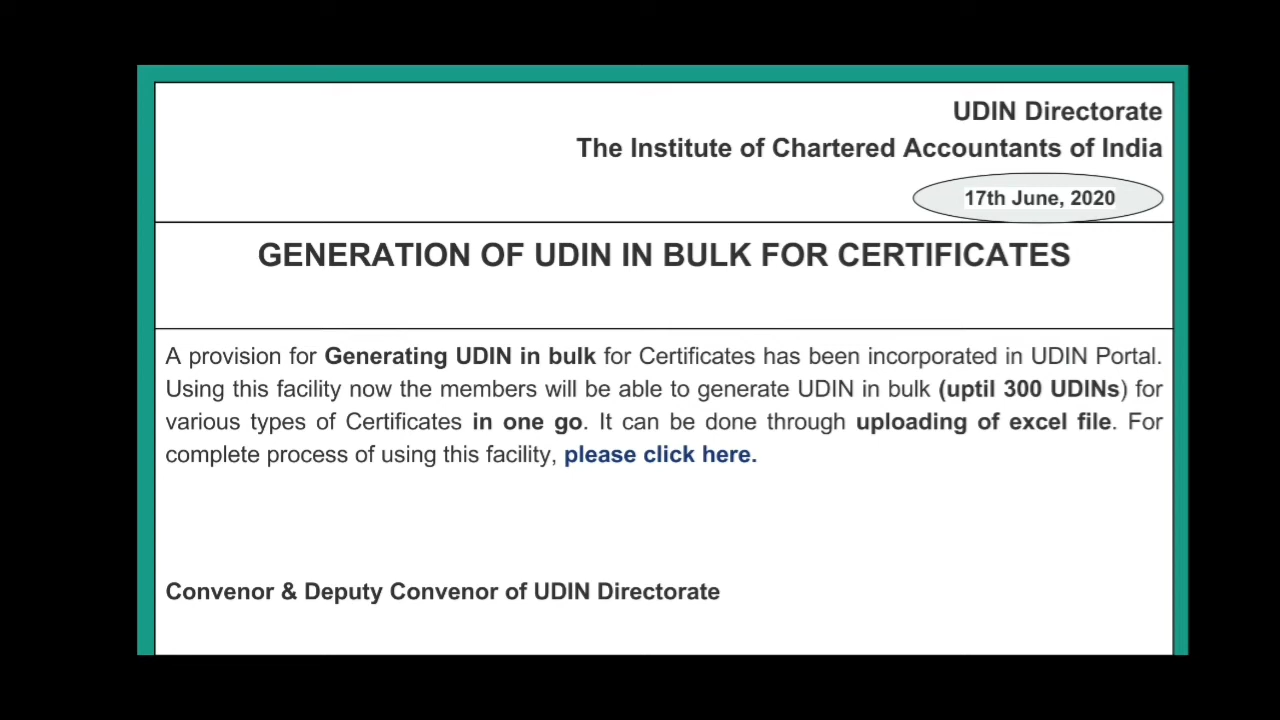 UDIN Directorate
The Institute of Chartered Accountants of India
17th June, 2020
GENERATION OF UDIN IN BULK FOR CERTIFICATES
A provision for Generating UDIN in bulk for Certificates has been incorporated in UDIN Portal.
Using this facility now the members will be able to generate UDIN in bulk (uptil 300 UDINs) for
various types of Certificates in one go. It can be done through uploading of excel file. For
complete process of using this facility, please click here.
Convenor & Deputy Convenor of UDIN Directorate